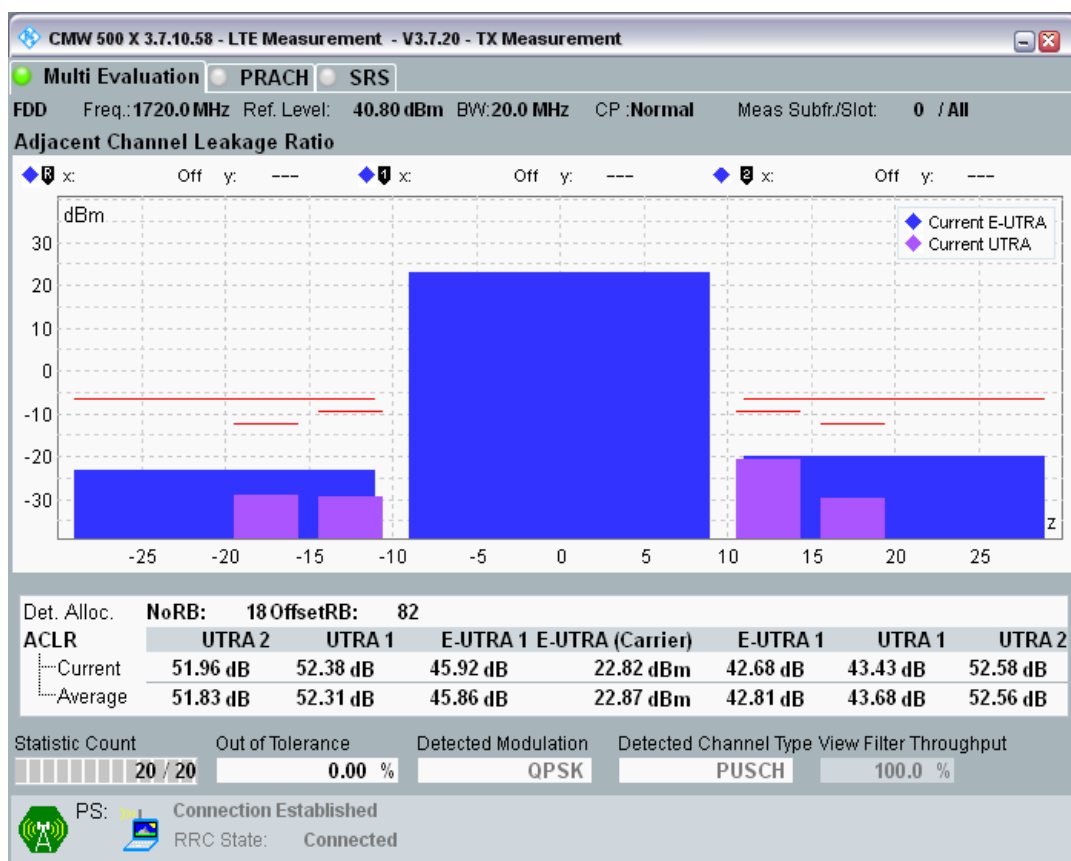 CMW 500 X 3.7.10.58 - LTE Measurement - V3.7.20 - TX Measurement
Multi Evaluation PRACH SRS
FDD Freq.: 1720.0 MHz Ref. Level: 40.80 dBm BW: 20.0 MHz CP : Normal Meas Subfr./Slot: 0 / All
Adjacent Channel Leakage Ratio
R x: Off y: --- 1 x: Off y: --- 2 x: Off y: ---
dBm
Current E-UTRA
Current UTRA
30
20
10
0
-10
-20
-30
z
-25 -20 -15 -10 -5 0 5 10 15 20 25
Det. Alloc. NoRB: 18 OffsetRB: 82
ACLR UTRA 2 UTRA 1 E-UTRA 1 E-UTRA (Carrier) E-UTRA 1 UTRA 1 UTRA 2
Current 51.96 dB 52.38 dB 45.92 dB 22.82 dBm 42.68 dB 43.43 dB 52.58 dB
Average 51.83 dB 52.31 dB 45.86 dB 22.87 dBm 42.81 dB 43.68 dB 52.56 dB
Statistic Count Out of Tolerance Detected Modulation Detected Channel Type View Filter Throughput
20 / 20 0.00 % QPSK PUSCH 100.0 %
PS: Connection Established
RRC State: Connected